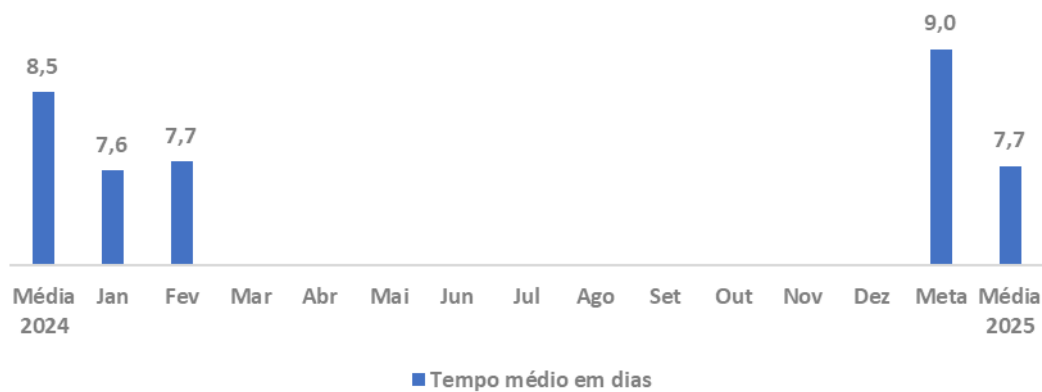 9,0
8,5
7,6
7,7
7,7
Média 2024
Jan
Fev
Mar
Abr
Mai
Jun
Jul
Ago
Set
Out
Nov
Dez
Meta
Média 2025
Tempo médio em dias